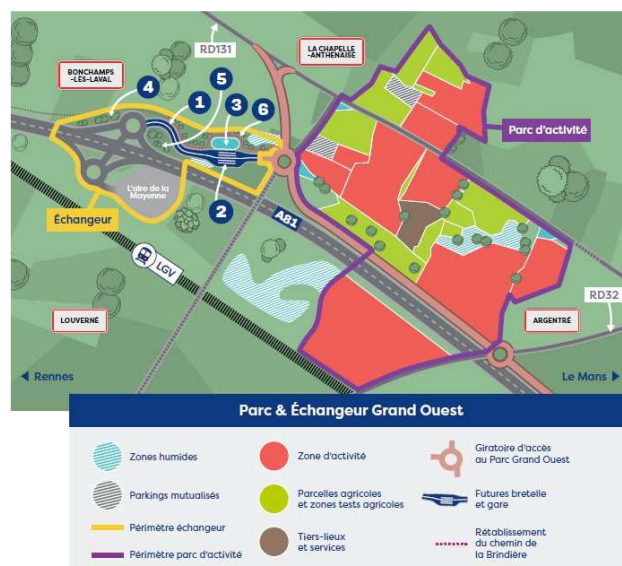 RD131
LA CHAPELLE
-ANTHENAISE
BONCHAMPS
-LÈS-LAVAL
4
1
5
3
6
Parc d'activité
L'aire de la
Mayenne
Échangeur
2
A81
LGV
RD32
LOUVERNÉ
ARGENTRÉ
Rennes
Le Mans
Parc & Échangeur Grand Ouest
Zones humides
Zone d'activité
Giratoire d'accès
au Parc Grand Ouest
Parkings mutualisés
Parcelles agricoles
et zones tests agricoles
Futures bretelle
et gare
Périmètre échangeur
Périmètre parc d'activité
Tiers-lieux
et services
Rétablissement
du chemin de
la Brindière